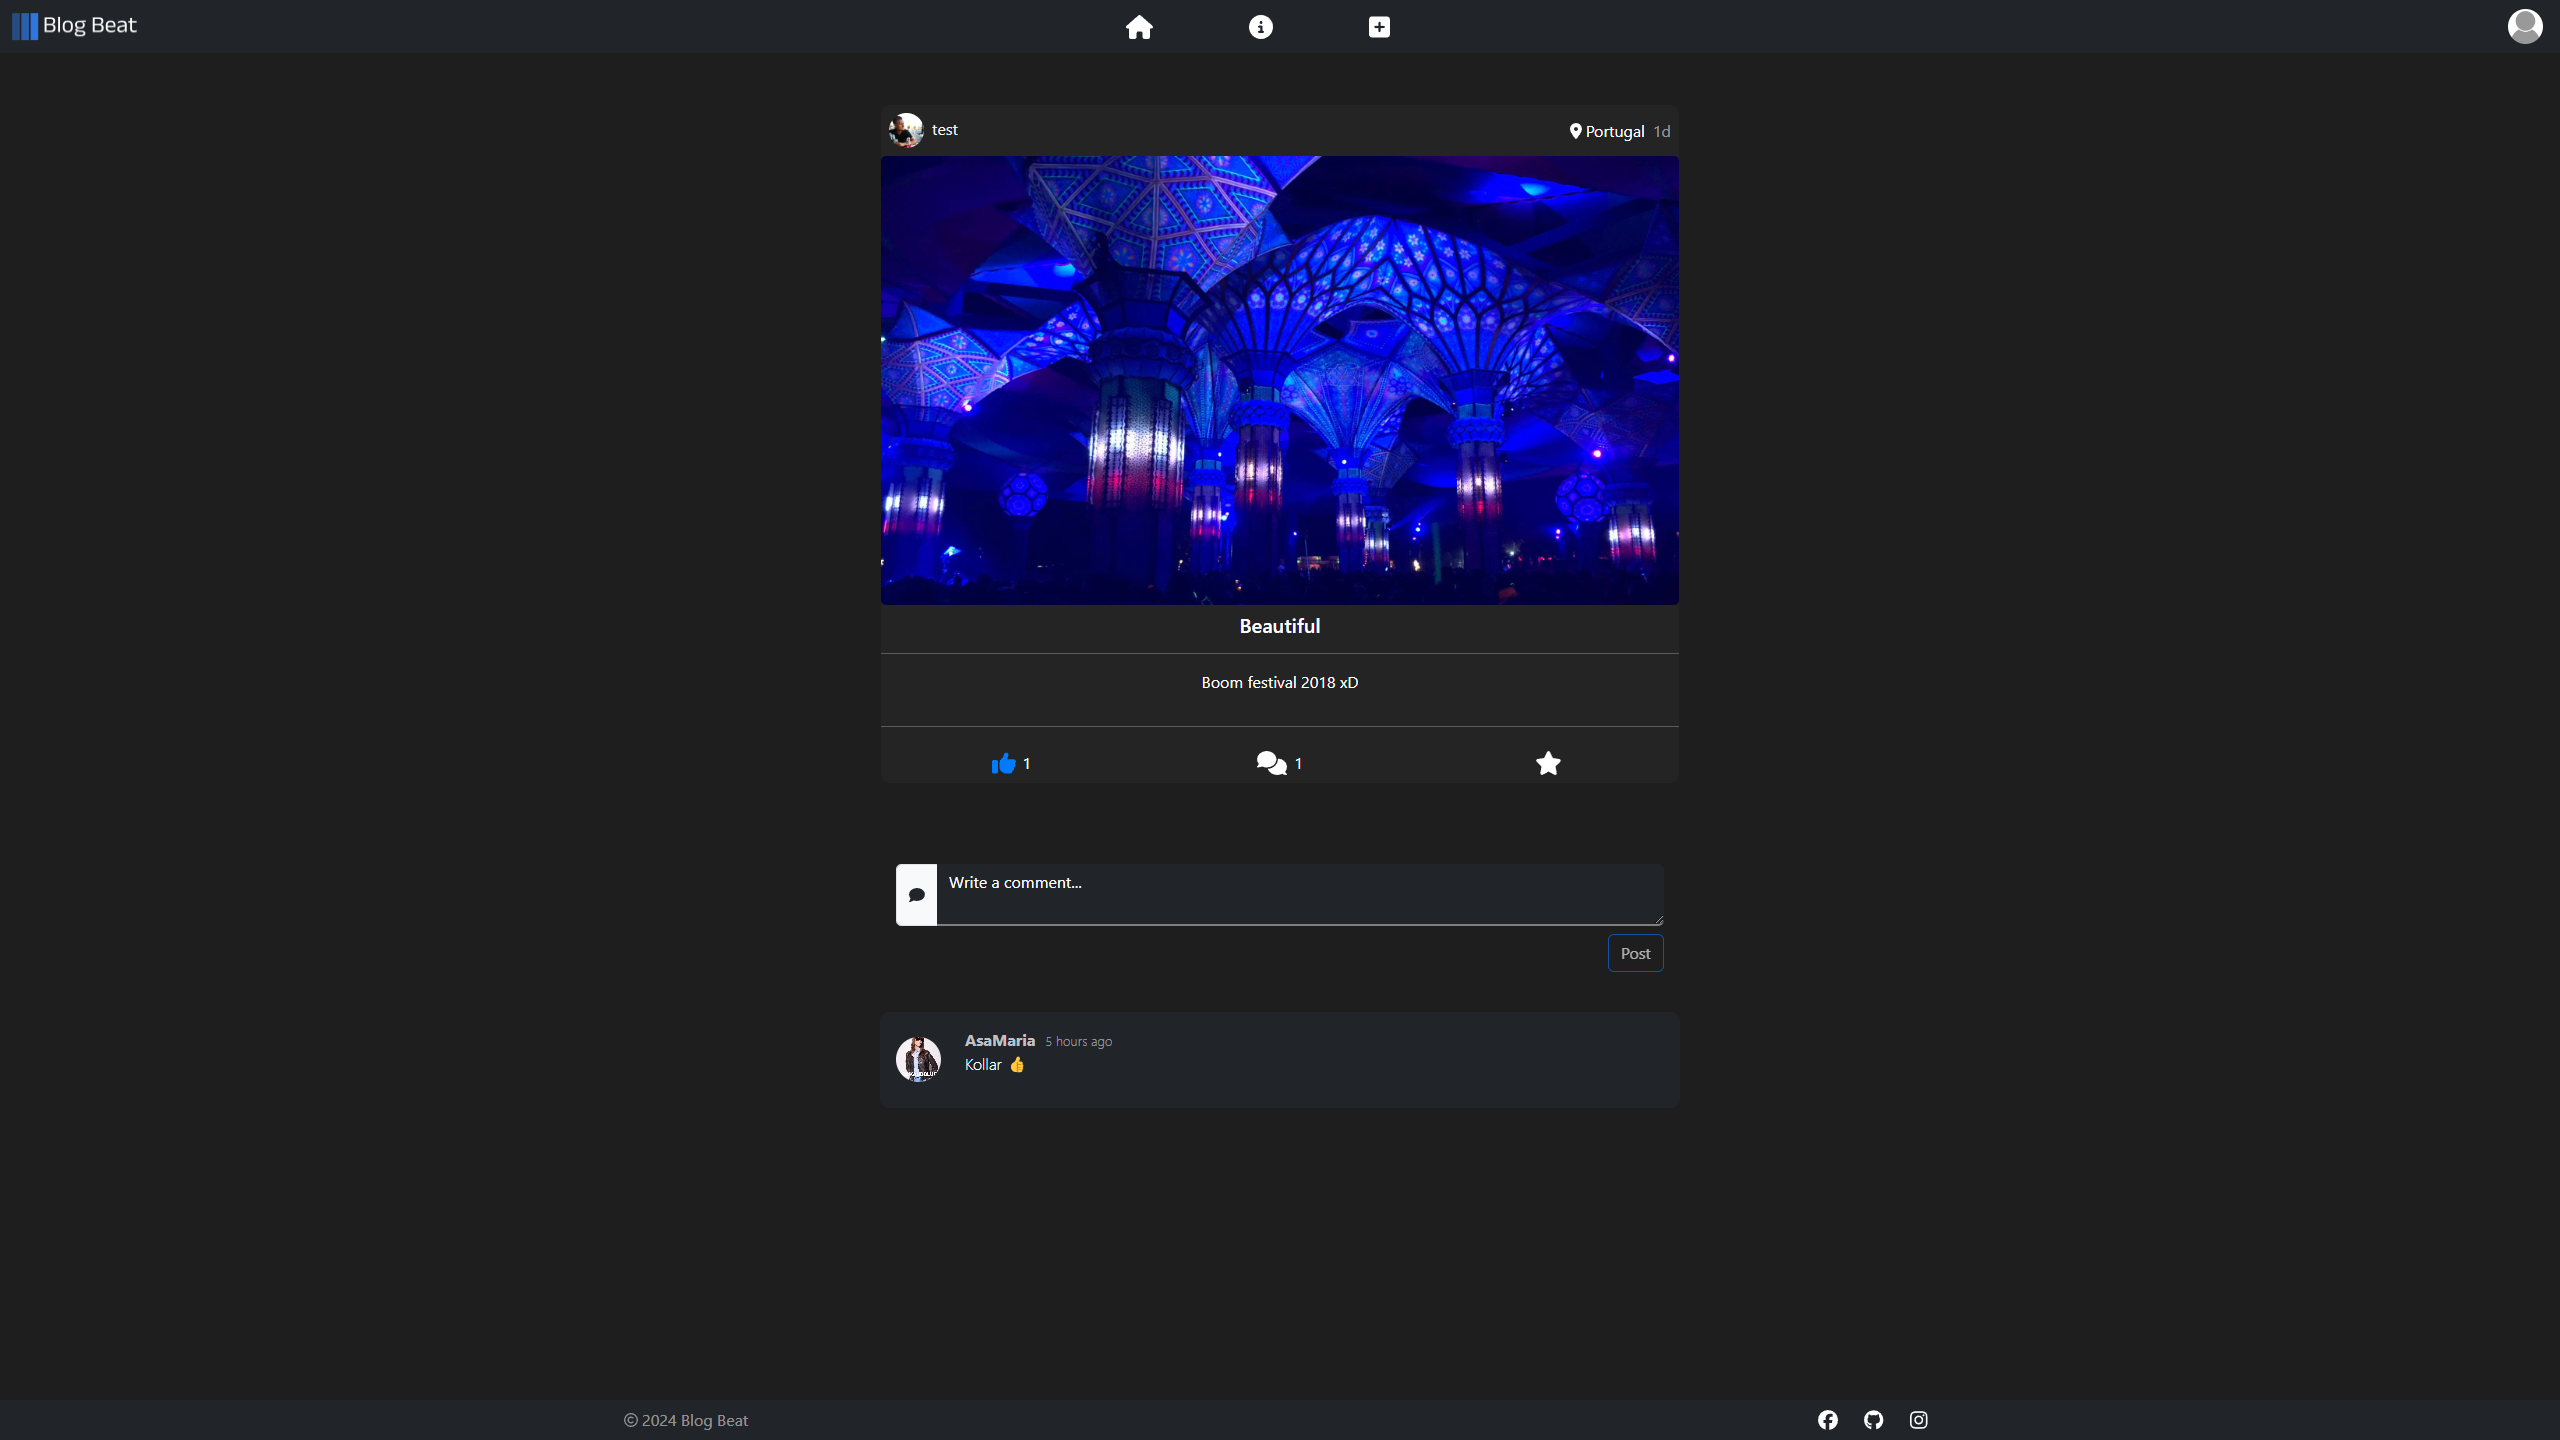 Blog Beat
test
Portugal 1d
Beautiful
Boom festival 2018 xD
1
1
Write a comment...
Post
AsaMaria 5 hours ago
Kollar 👍
© 2024 Blog Beat